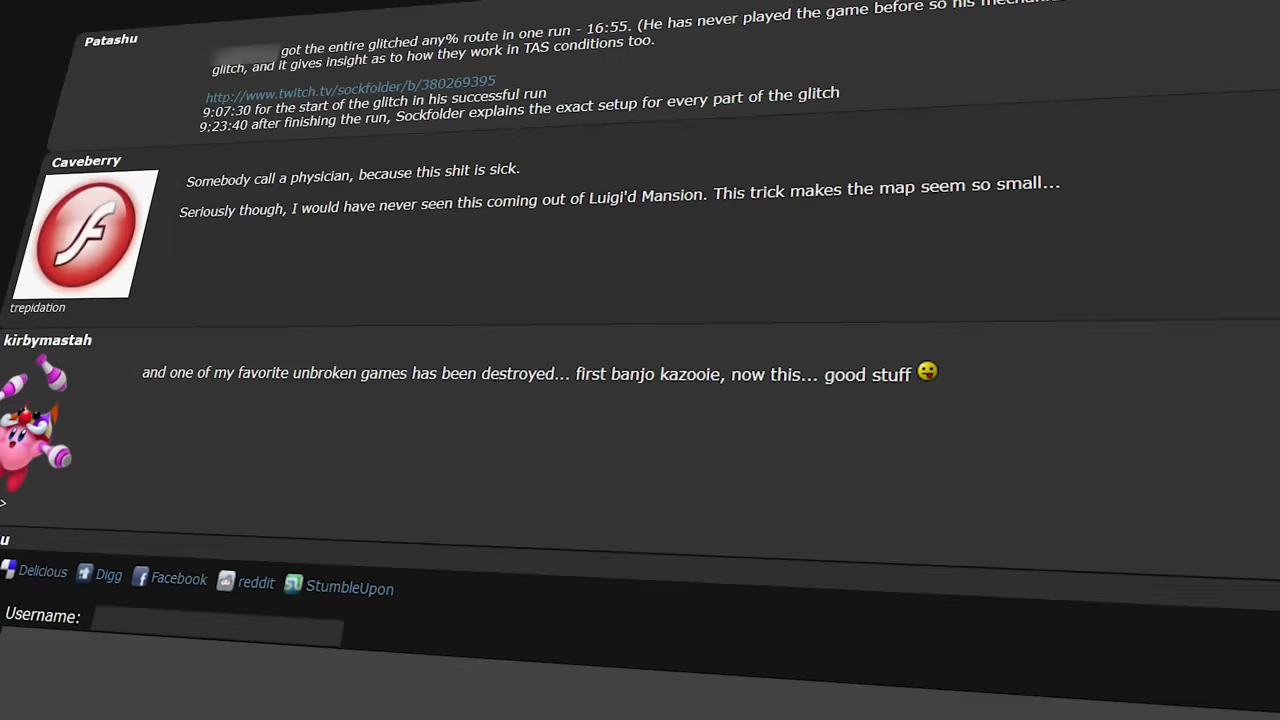 Patashu
got the entire glitched any% route in one run - 16:55. (He has never played the game before so his
glitch, and it gives insight as to how they work in TAS conditions too.
http://www.twitch.tv/sockfolder/b/380269395
9:07:30 for the start of the glitch in his successful run
9:23:40 after finishing the run, Sockfolder explains the exact setup for every part of the glitch
Caveberry
Somebody call a physician, because this shit is sick.
Seriously though, I would have never seen this coming out of Luigi'd Mansion. This trick makes the map seem so small...
trepidation
kirbymastah
and one of my favorite unbroken games has been destroyed... first banjo kazooie, now this... good stuff
>
u
Delicious Digg Facebook reddit StumbleUpon
Username: